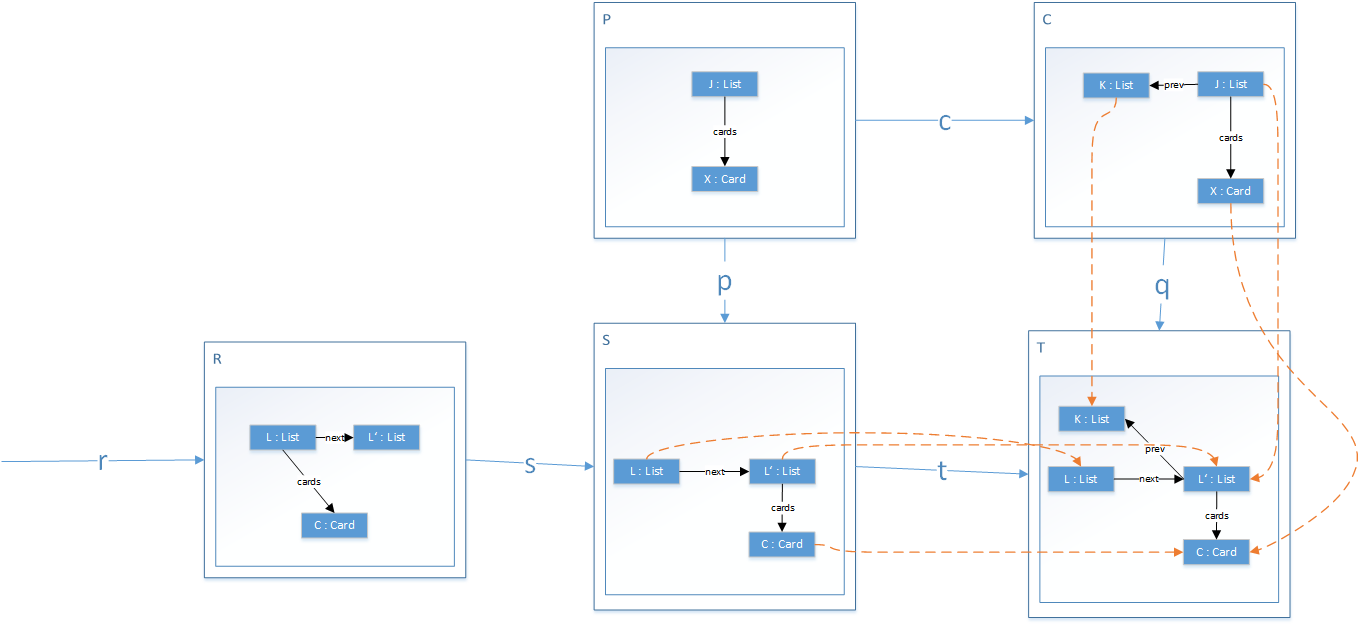 P
J : List
cards
X : Card
c
C
K : List
prev
J : List
cards
X : Card
p
q
r
R
L : List
next
L’ : List
cards
C : Card
s
S
L : List
next
L’ : List
cards
C : Card
t
T
K : List
prev
L : List
next
L’ : List
cards
C : Card